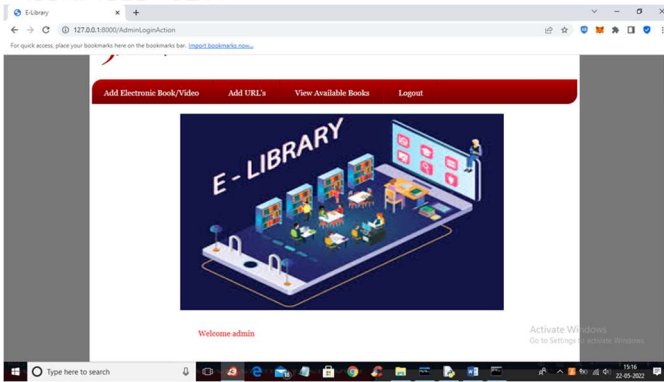 E-Library
127.0.0.1:8000/AdminLoginAction
For quick access, place your bookmarks here on the bookmarks bar. Import bookmarks now...
Add Electronic Book/Video Add URL's View Available Books Logout
E - LIBRARY
Welcome admin
Activate Windows
Go to Settings to activate Windows.
Type here to search
15:16
22-05-2022